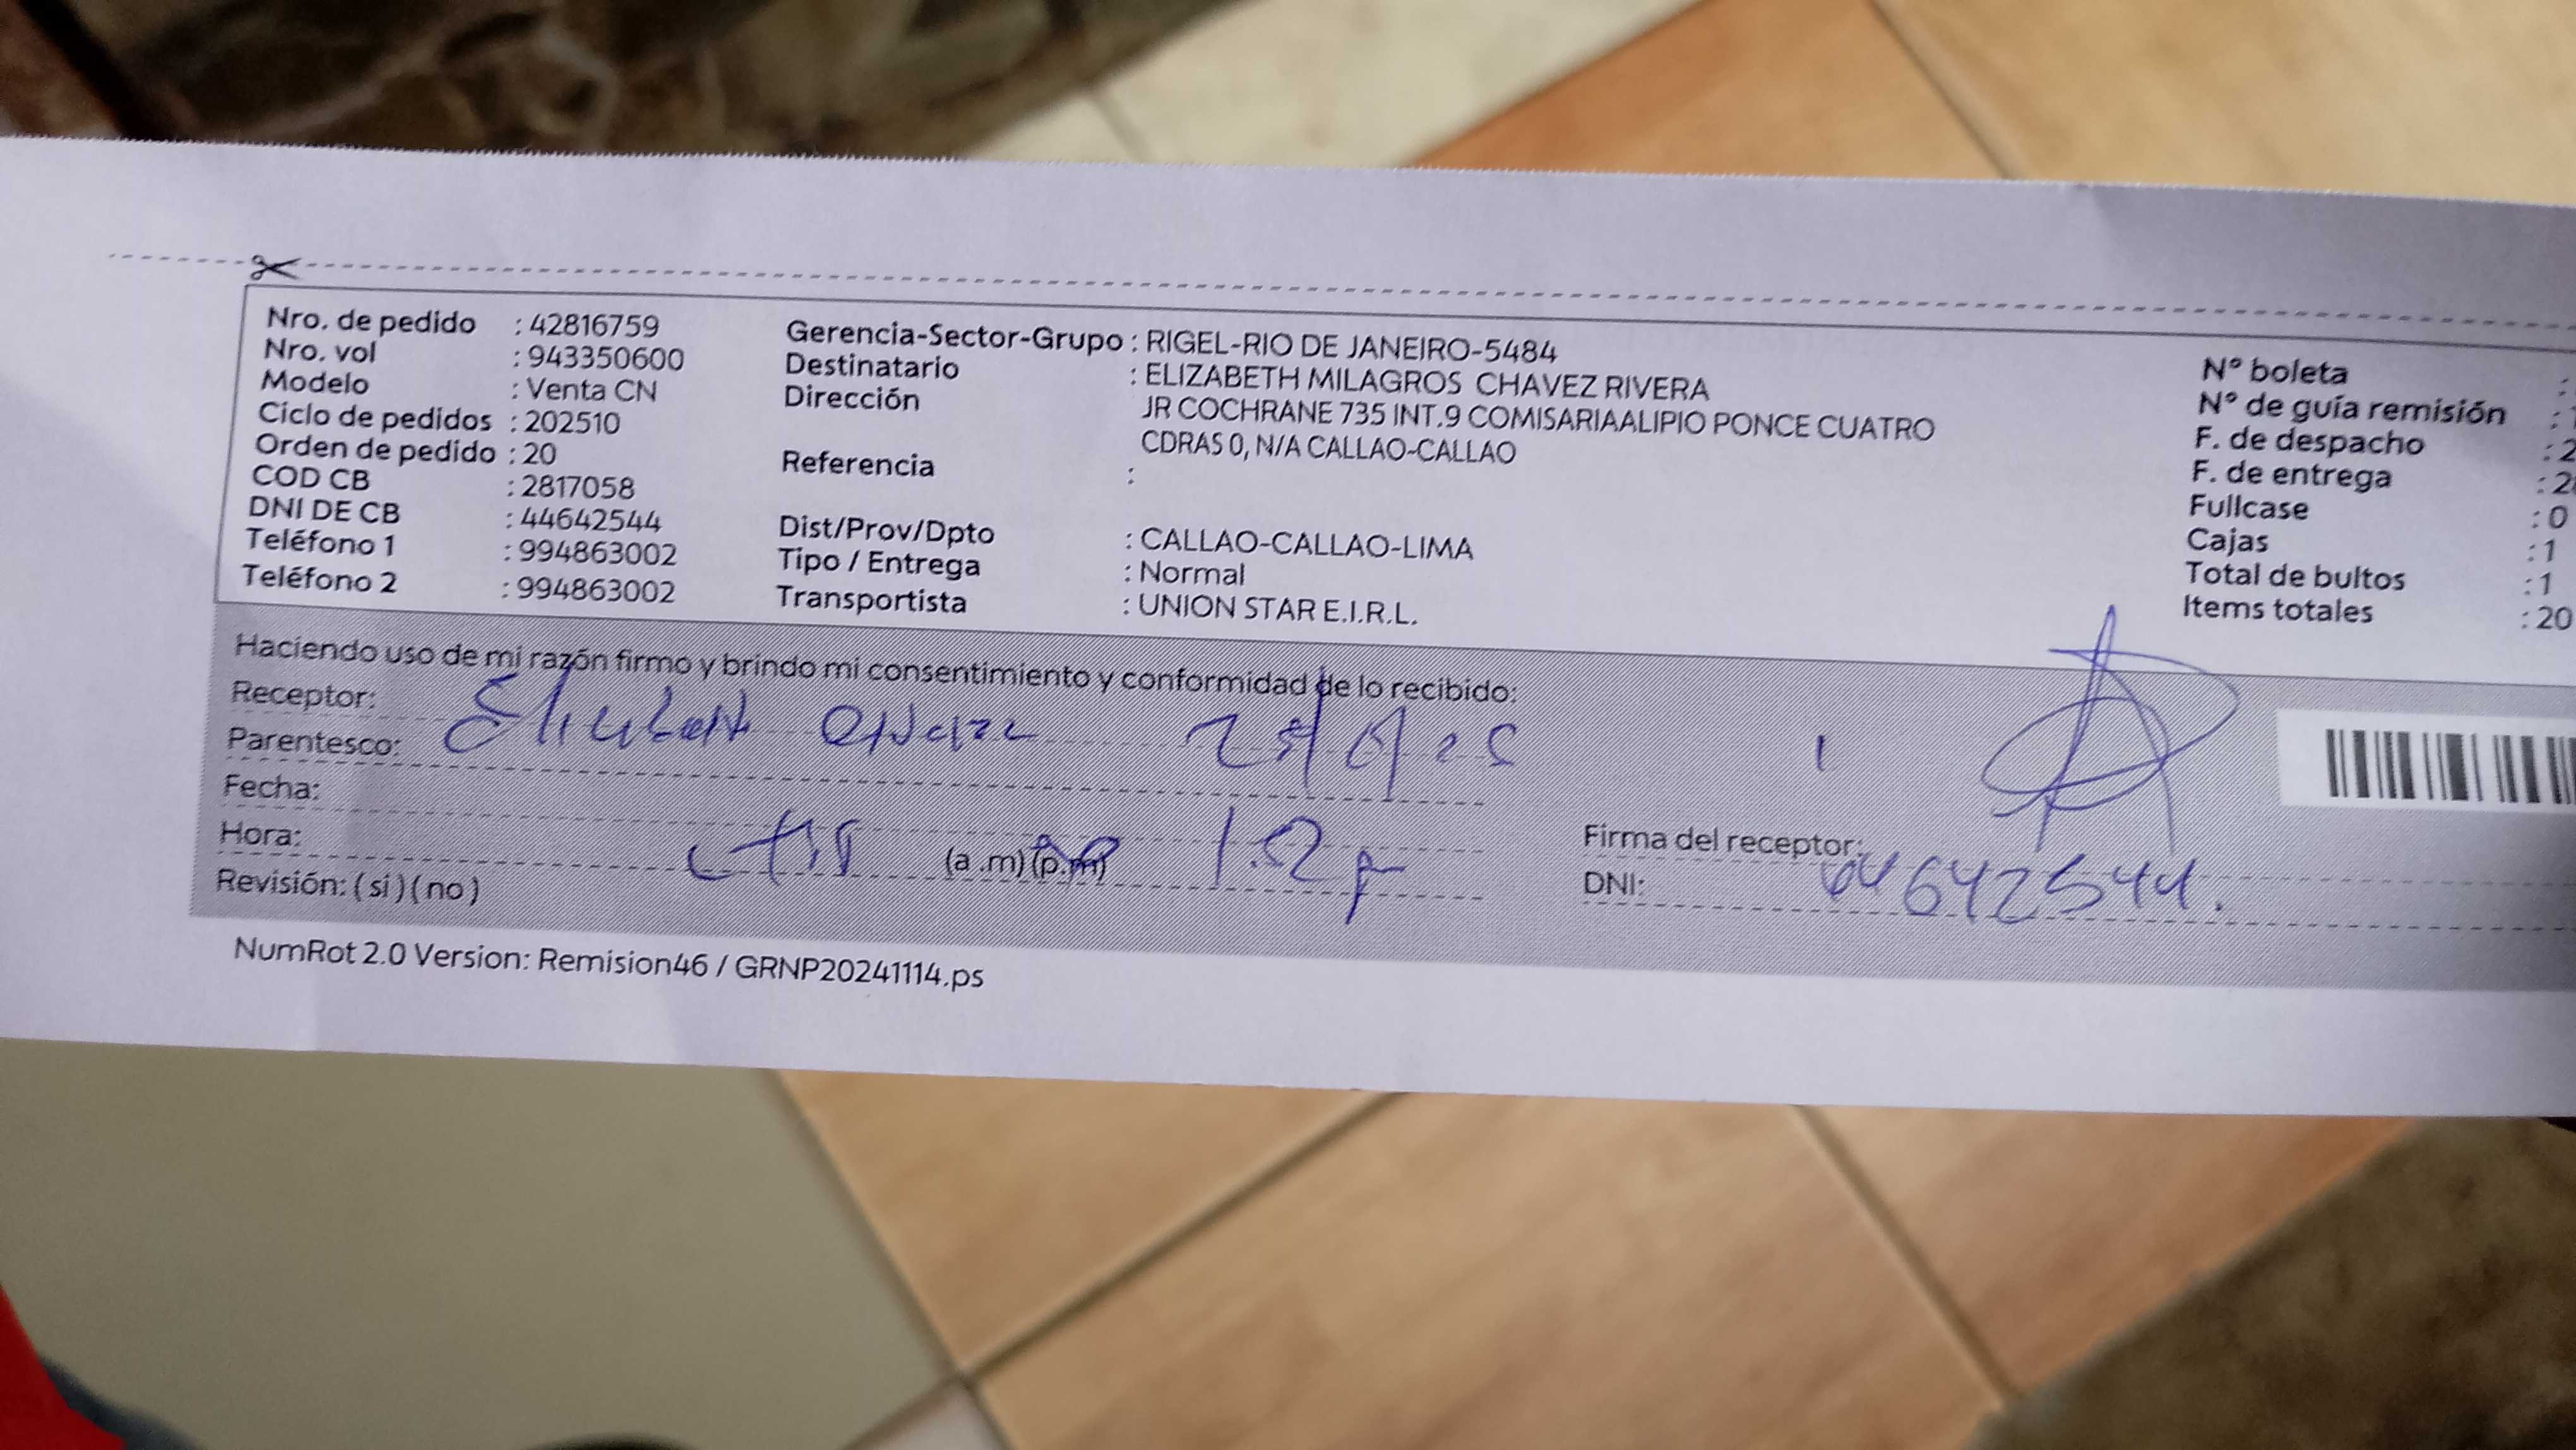 Nro. de pedido : 42816759
Nro. vol : 943350600
Modelo : Venta CN
Ciclo de pedidos : 202510
Orden de pedido : 20
COD CB : 2817058
DNI DE CB : 44642544
Teléfono 1 : 994863002
Teléfono 2 : 994863002
Gerencia-Sector-Grupo : RIGEL-RIO DE JANEIRO-5484
Destinatario : ELIZABETH MILAGROS CHAVEZ RIVERA
Dirección JR COCHRANE 735 INT.9 COMISARIAALIPIO PONCE CUATRO
CDRAS 0, N/A CALLAO-CALLAO
Referencia :
Dist/Prov/Dpto : CALLAO-CALLAO-LIMA
Tipo / Entrega : Normal
Transportista : UNION STAR E.I.R.L.
N° boleta :
N° de guía remisión :
F. de despacho : 2
F. de entrega : 2
Fullcase : 0
Cajas : 1
Total de bultos : 1
Items totales : 20
Haciendo uso de mi razón firmo y brindo mi consentimiento y conformidad de lo recibido:
Receptor:
Parentesco:
Fecha:
Hora: (a .m) (p.m)
Revisión: ( si ) ( no )
Firma del receptor:
DNI: 44642544.
NumRot 2.0 Version: Remision46 / GRNP20241114.ps